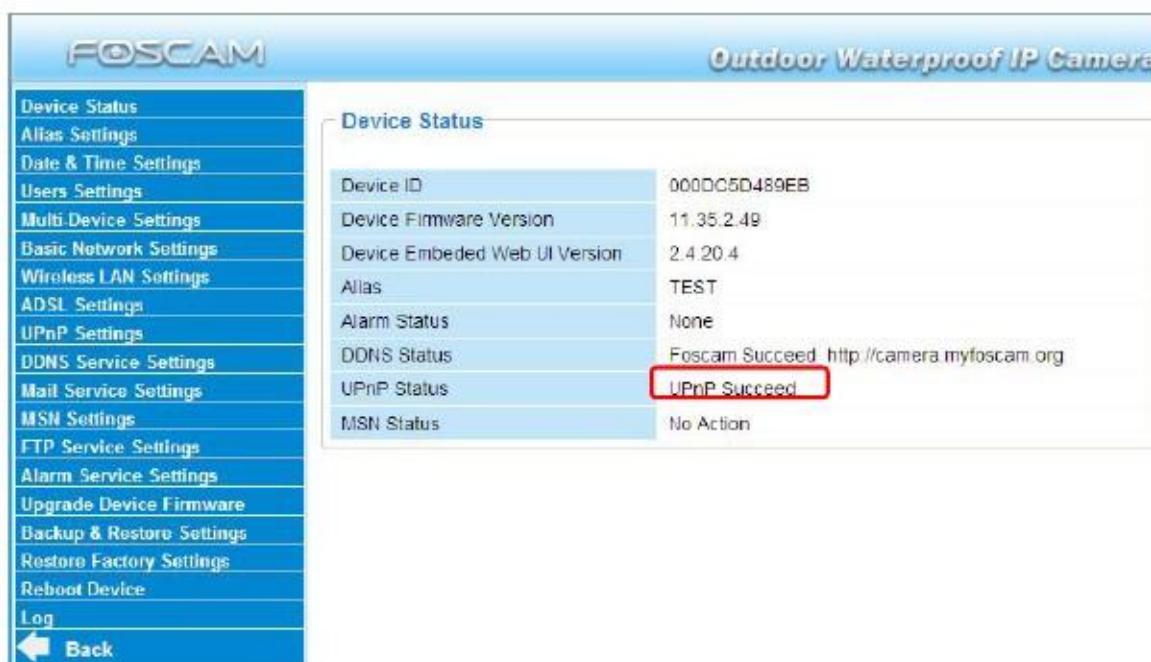 FOSCAM
Outdoor Waterproof IP Camera
Device Status
Alias Settings
Date & Time Settings
Users Settings
Multi-Device Settings
Basic Network Settings
Wireless LAN Settings
ADSL Settings
UPnP Settings
DDNS Service Settings
Mail Service Settings
MSN Settings
FTP Service Settings
Alarm Service Settings
Upgrade Device Firmware
Backup & Restore Settings
Restore Factory Settings
Reboot Device
Log
Back
Device Status
Device ID 000DC5D489EB
Device Firmware Version 11.35.2.49
Device Embeded Web UI Version 2.4.20.4
Alias TEST
Alarm Status None
DDNS Status Foscam Succeed http://camera.myfoscam.org
UPnP Status UPnP Succeed
MSN Status No Action